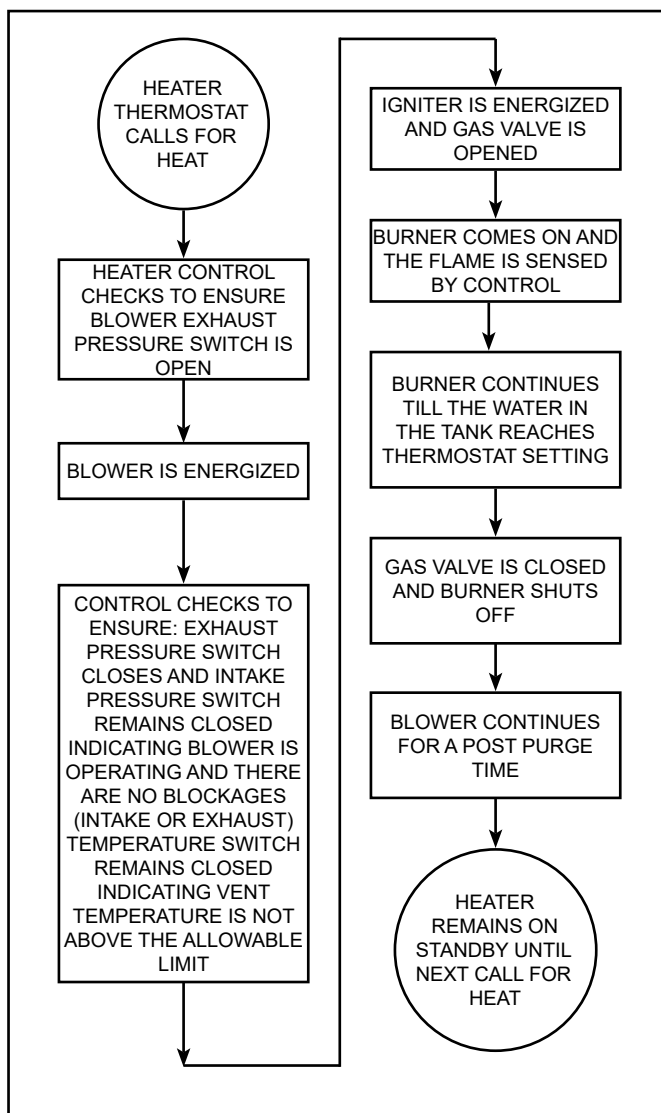 HEATER
THERMOSTAT
CALLS FOR
HEAT
HEATER CONTROL
CHECKS TO ENSURE
BLOWER EXHAUST
PRESSURE SWITCH IS
OPEN
BLOWER IS ENERGIZED
CONTROL CHECKS TO
ENSURE: EXHAUST
PRESSURE SWITCH
CLOSES AND INTAKE
PRESSURE SWITCH
REMAINS CLOSED
INDICATING BLOWER IS
OPERATING AND THERE
ARE NO BLOCKAGES
(INTAKE OR EXHAUST)
TEMPERATURE SWITCH
REMAINS CLOSED
INDICATING VENT
TEMPERATURE IS NOT
ABOVE THE ALLOWABLE
LIMIT
IGNITER IS ENERGIZED
AND GAS VALVE IS
OPENED
BURNER COMES ON AND
THE FLAME IS SENSED
BY CONTROL
BURNER CONTINUES
TILL THE WATER IN
THE TANK REACHES
THERMOSTAT SETTING
GAS VALVE IS CLOSED
AND BURNER SHUTS
OFF
BLOWER CONTINUES
FOR A POST PURGE
TIME
HEATER
REMAINS ON
STANDBY UNTIL
NEXT CALL FOR
HEAT